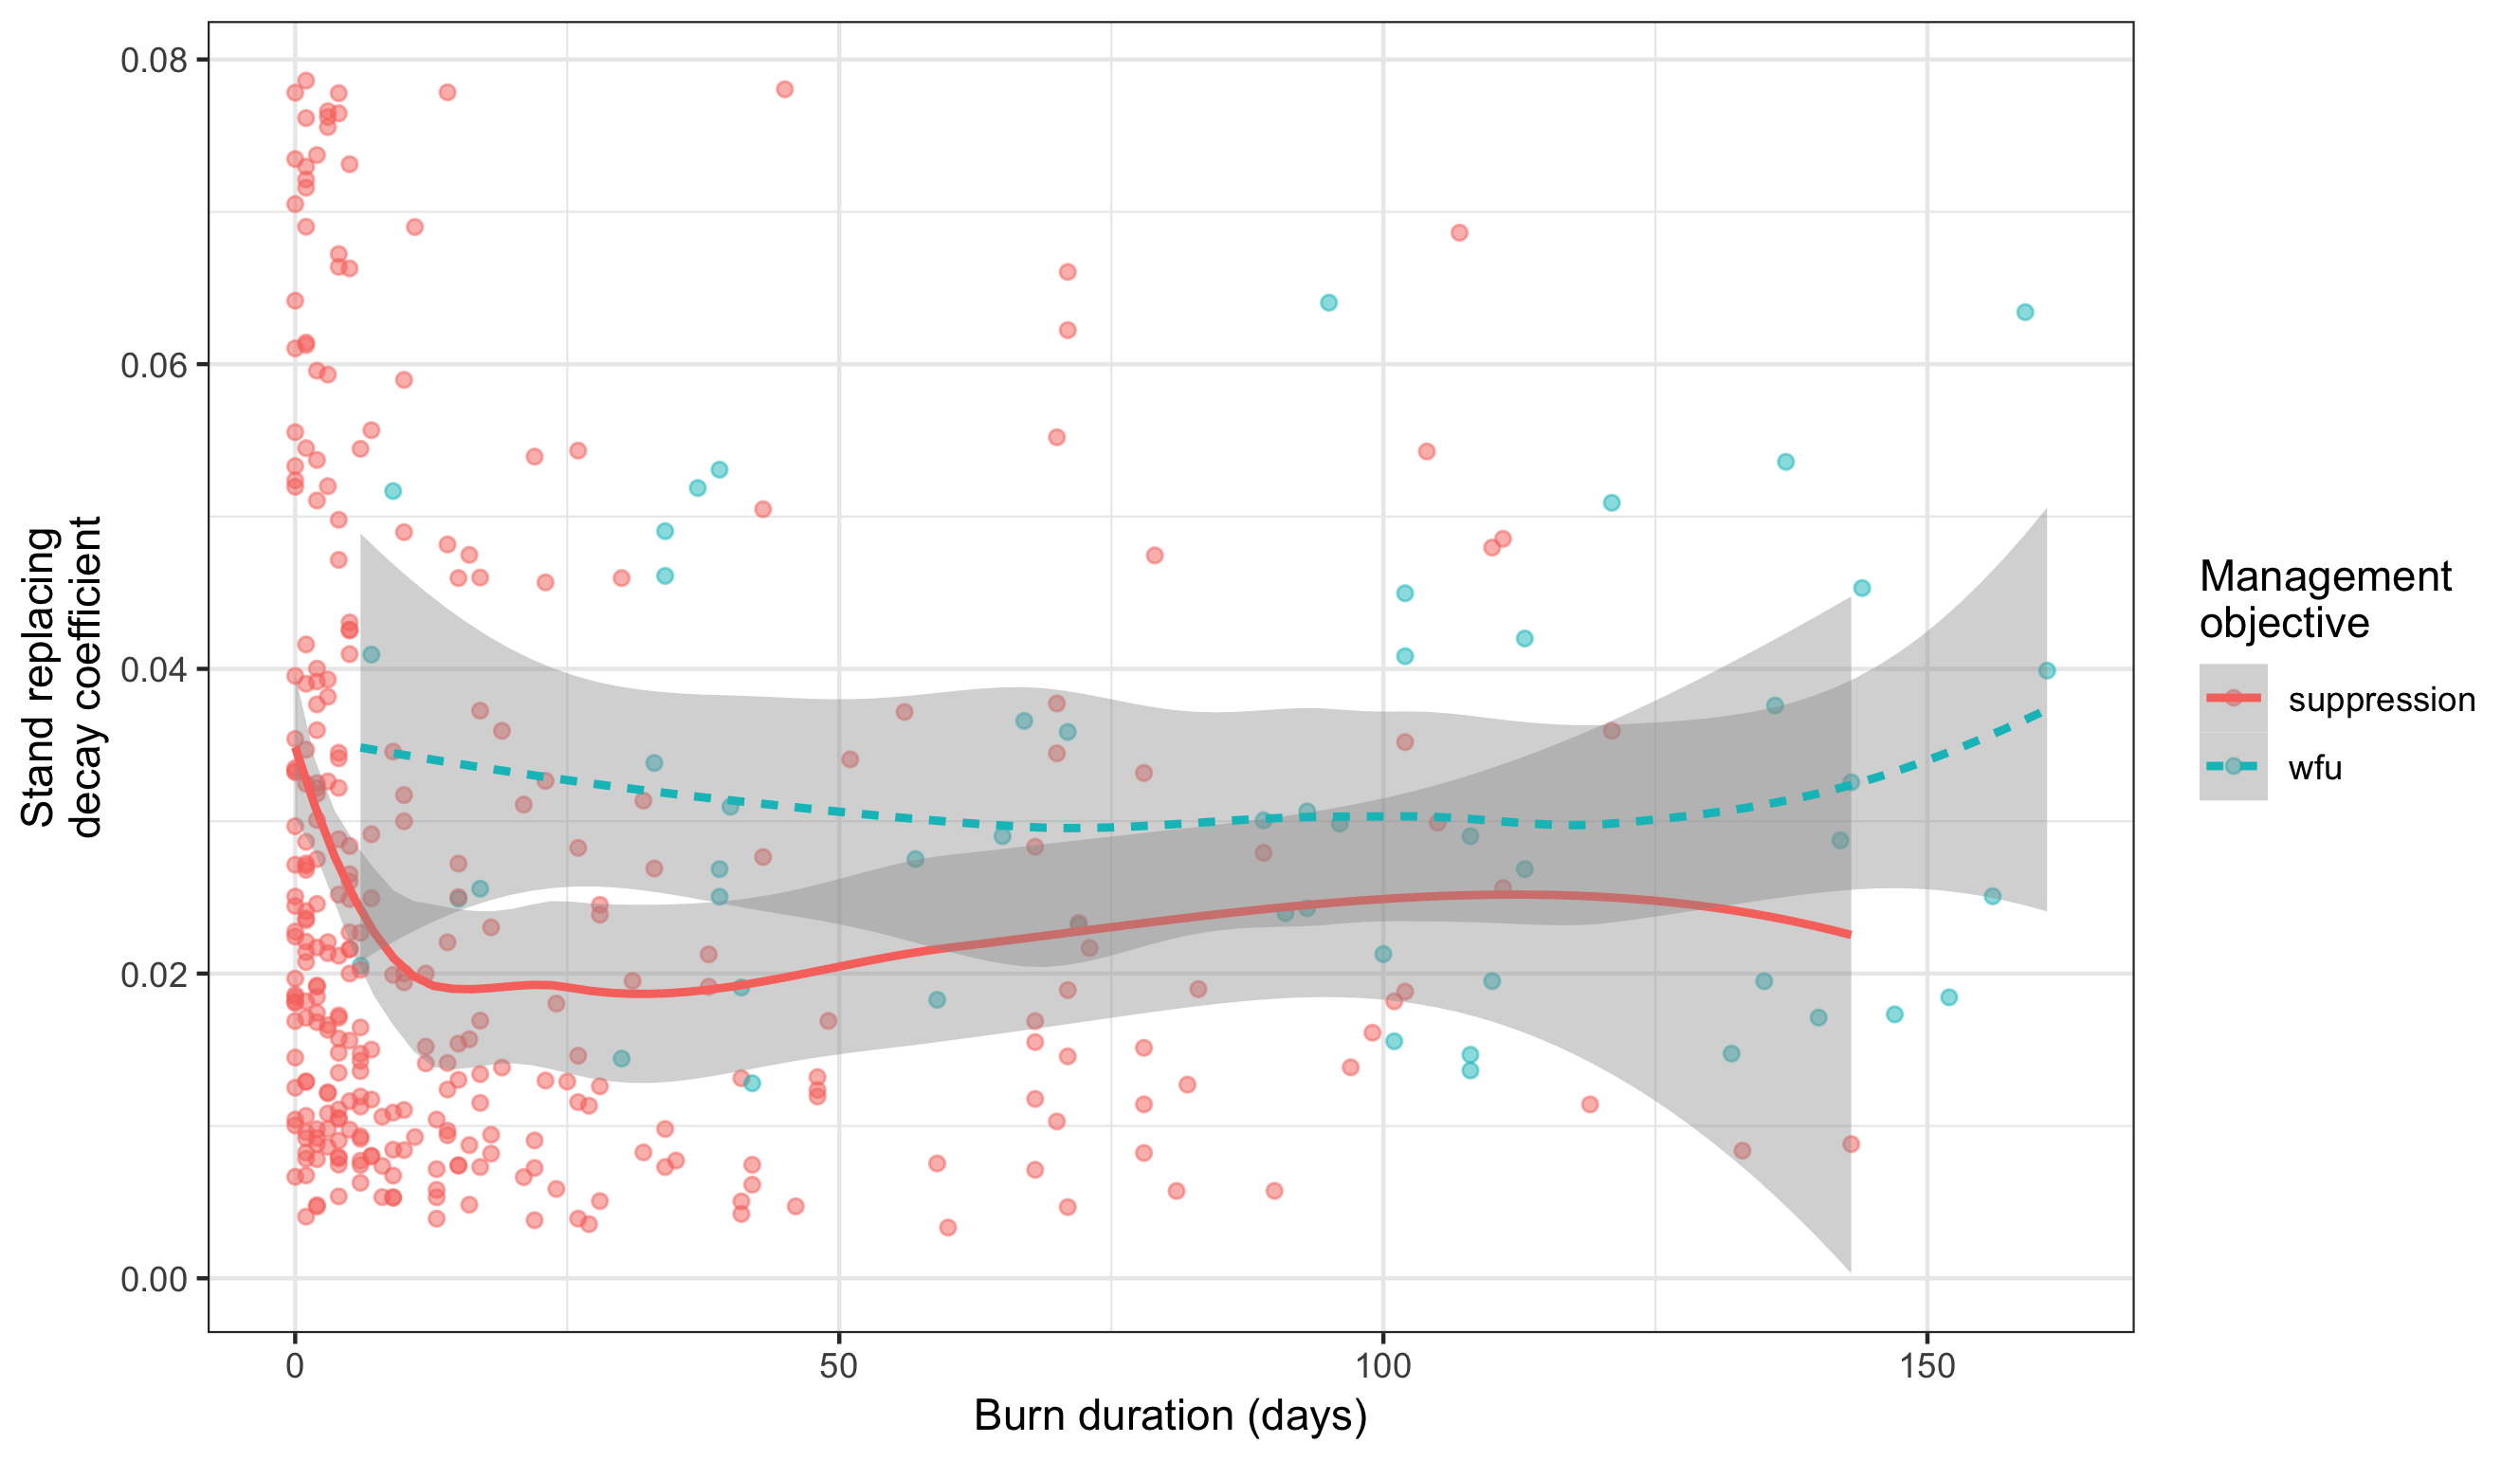 Stand replacing
decay coefficient
0.08
0.06
0.04
0.02
0.00
0
50
100
150
Burn duration (days)
Management
objective
suppression
wfu